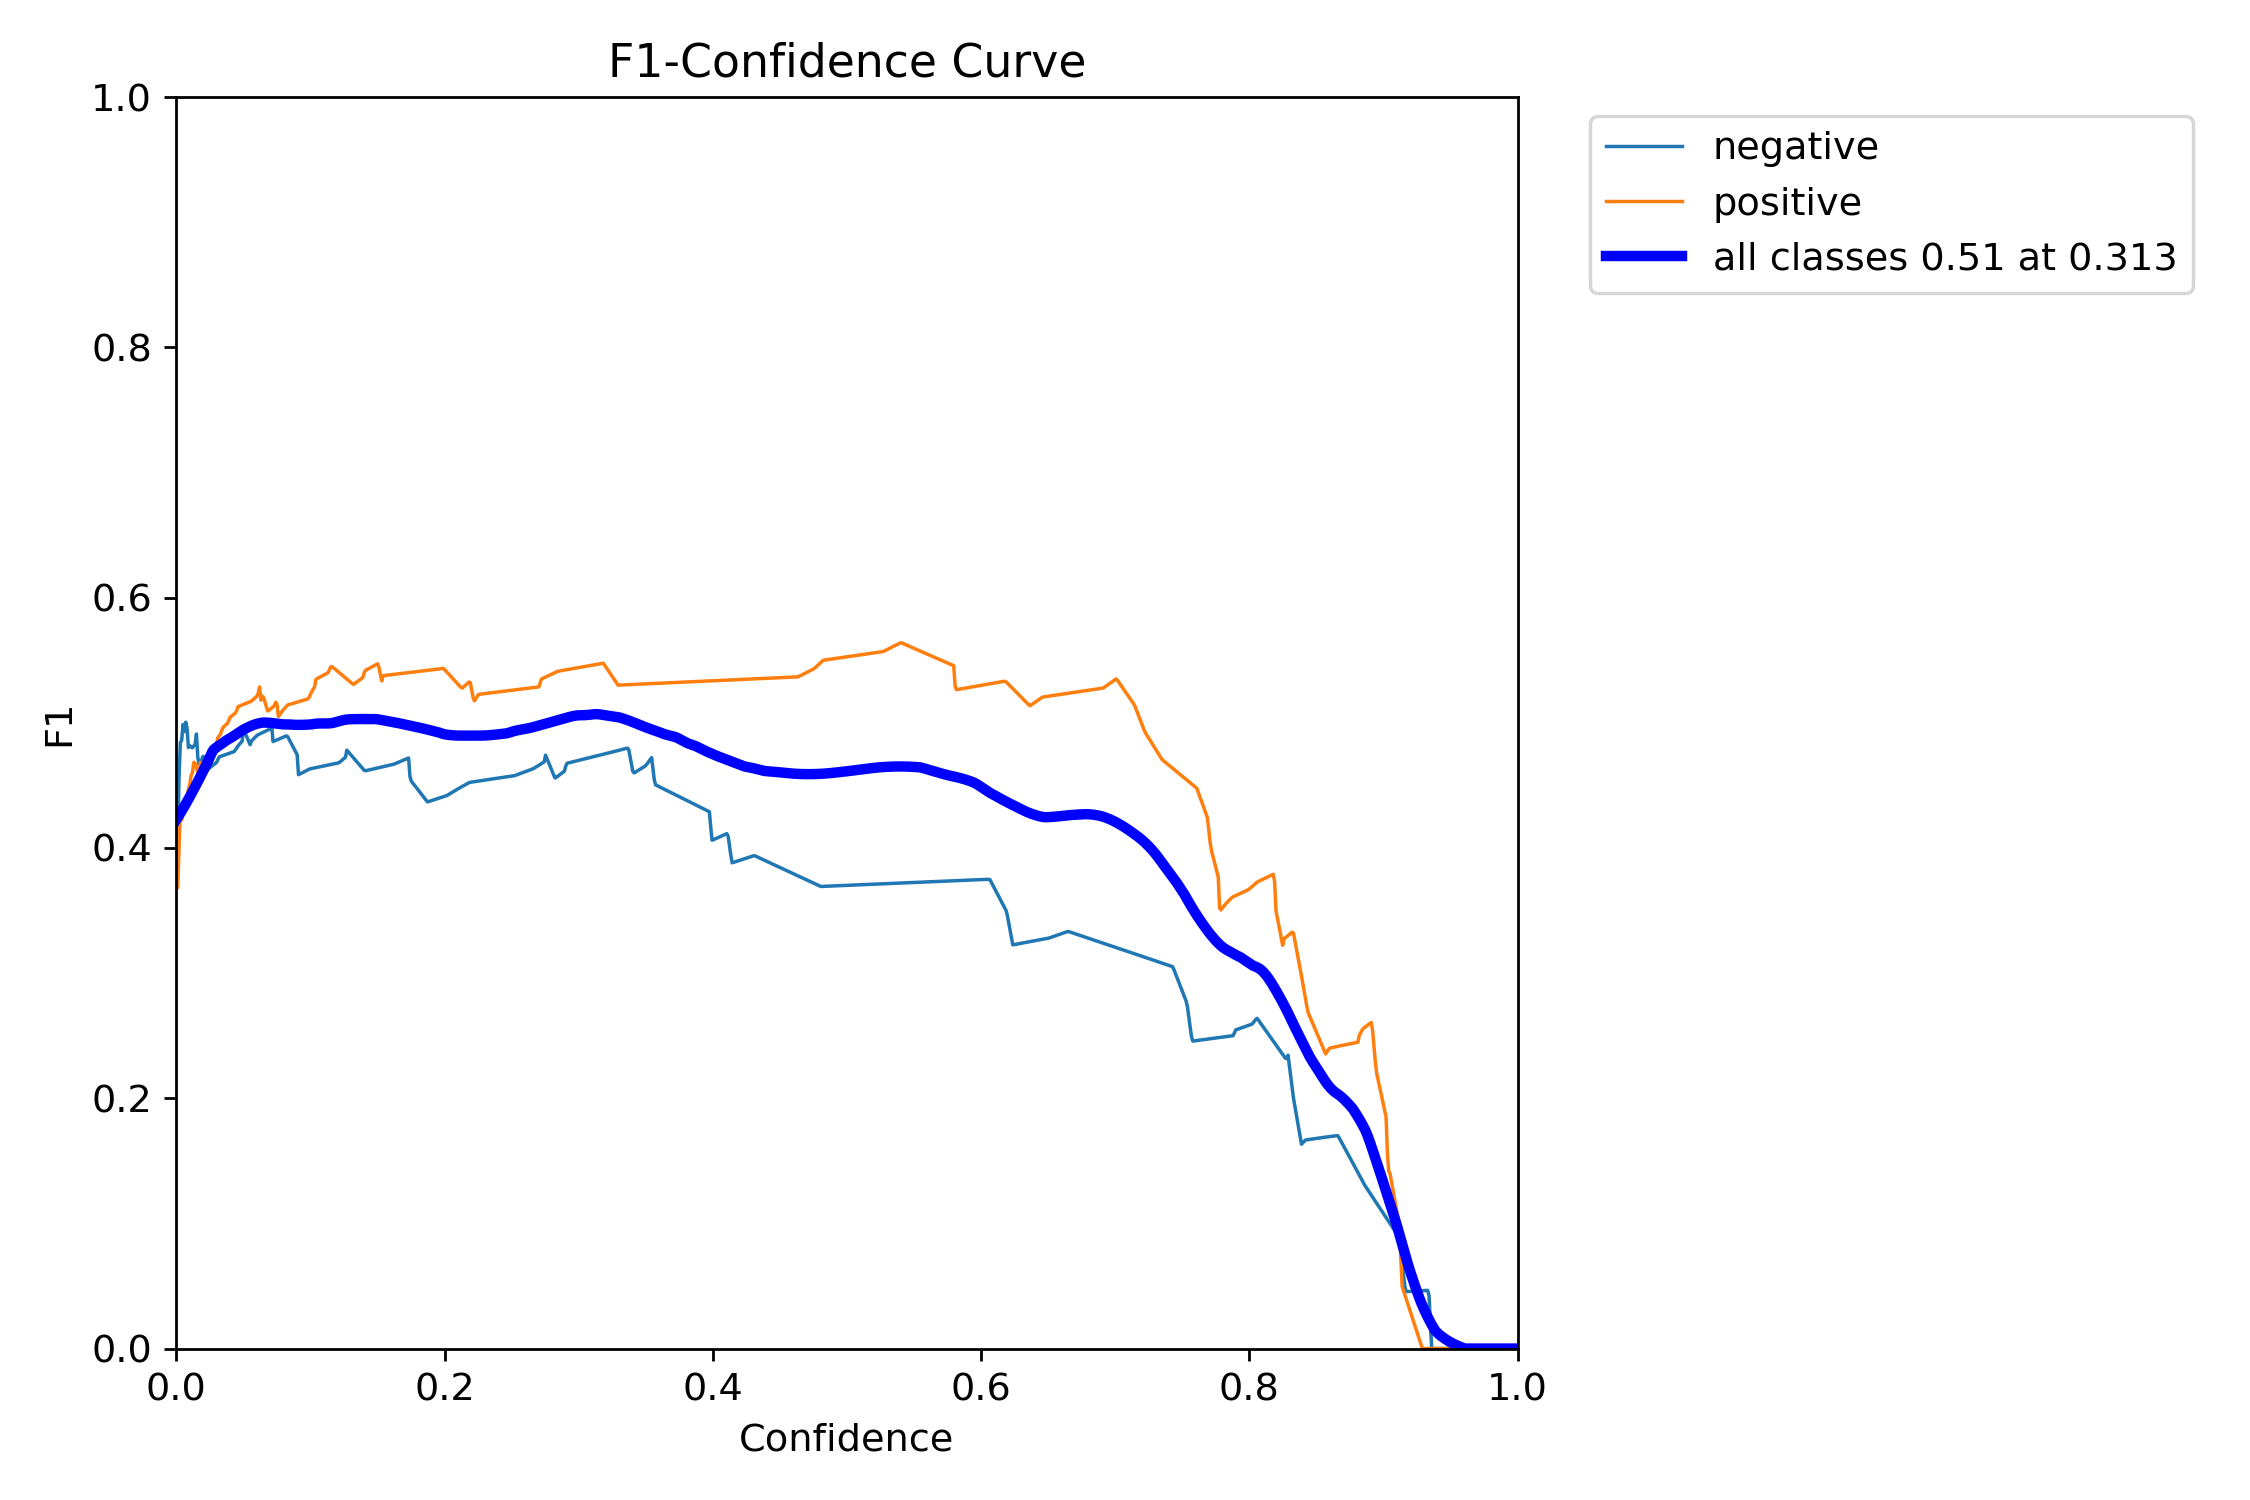 F1-Confidence Curve
1.0
0.8
0.6
0.4
0.2
0.0
F1
0.0 0.2 0.4 0.6 0.8 1.0
Confidence
negative
positive
all classes 0.51 at 0.313